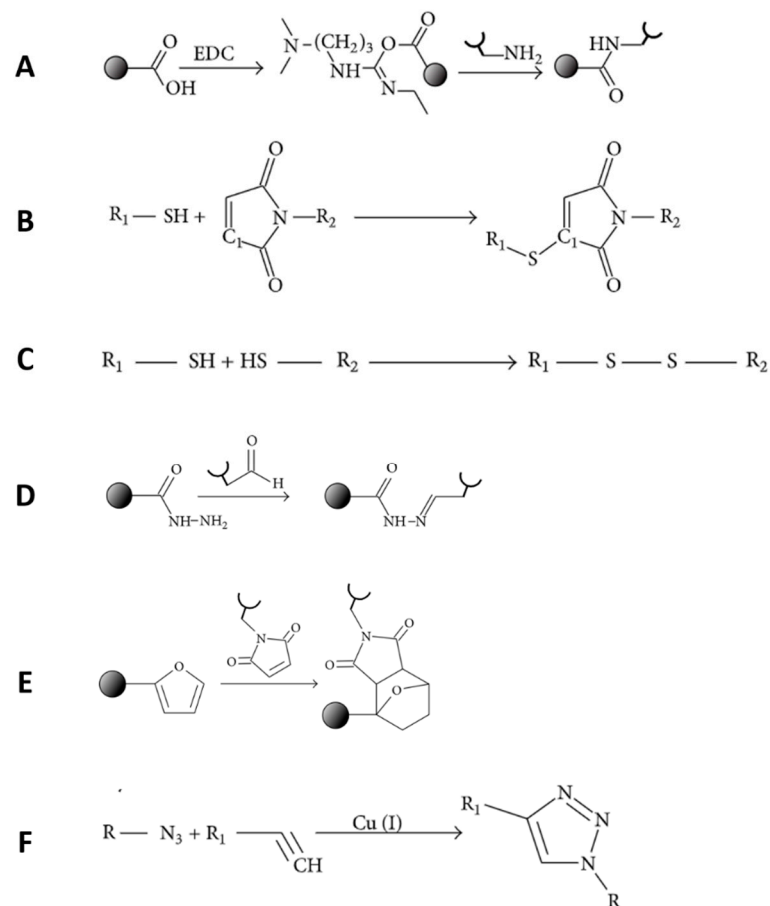 A
O
OH
EDC
N
(CH2)3
NH
O
O
N
NH2
HN
O
B
R1 — SH +
O
C1
N — R2
O
R1
S
C1
O
N — R2
O
C
R1 — SH + HS — R2
R1 — S — S — R2
D
O
NH–NH2
O
H
O
NH–N
E
O
N
O
O
N
O
O
O
F
R — N3 + R1
CH
Cu (I)
R1
N
N
N
R